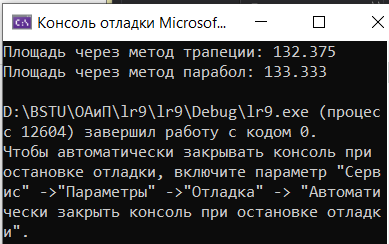 Консоль отладки Microsof...
Площадь через метод трапеции: 132.375
Площадь через метод парабол: 133.333
D:\BSTU\ОАиП\lr9\lr9\Debug\lr9.exe (процес
с 12604) завершил работу с кодом 0.
Чтобы автоматически закрывать консоль при
остановке отладки, включите параметр "Серв
ис" ->"Параметры" ->"Отладка" -> "Автомати
чески закрыть консоль при остановке отладк
и".